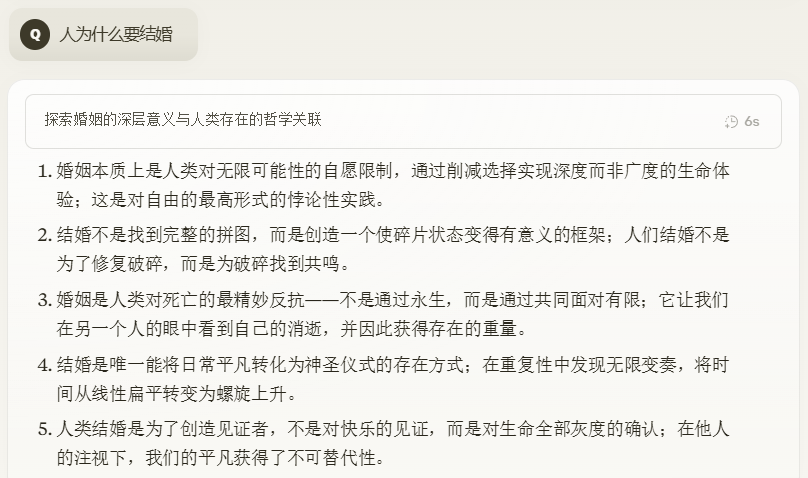 Q 人为什么要结婚
探索婚姻的深层意义与人类存在的哲学关联 6s
1. 婚姻本质上是人类对无限可能性的自愿限制，通过削减选择实现深度而非广度的生命体
验；这是对自由的最高形式的悖论性实践。
2. 结婚不是找到完整的拼图，而是创造一个使碎片状态变得有意义的框架；人们结婚不是
为了修复破碎，而是为破碎找到共鸣。
3. 婚姻是人类对死亡的最精妙反抗——不是通过永生，而是通过共同面对有限；它让我们
在另一个人的眼中看到自己的消逝，并因此获得存在的重量。
4. 结婚是唯一能将日常平凡转化为神圣仪式的存在方式；在重复性中发现无限变奏，将时
间从线性扁平转变为螺旋上升。
5. 人类结婚是为了创造见证者，不是对快乐的见证，而是对生命全部灰度的确认；在他人
的注视下，我们的平凡获得了不可替代性。